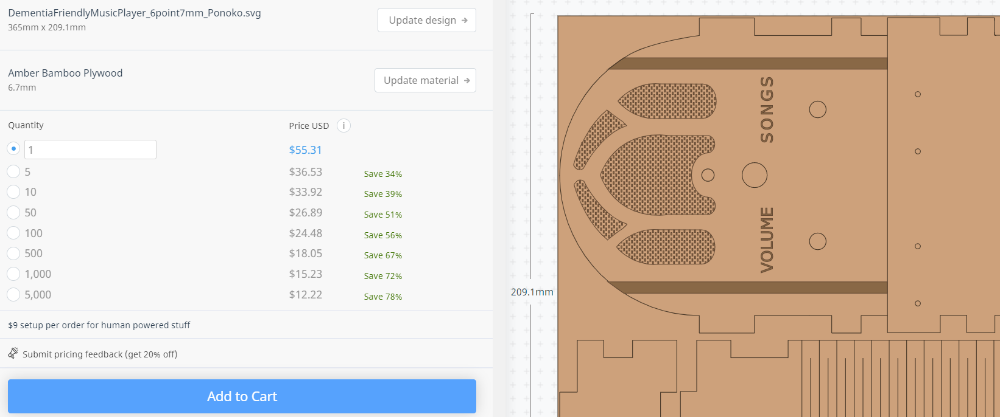 DementiaFriendlyMusicPlayer_6point7mm_Ponoko.svg
365mm x 209.1mm
Update design →
Amber Bamboo Plywood
6.7mm
Update material →
Quantity Price USD i
1 $55.31
5 $36.53 Save 34%
10 $33.92 Save 39%
50 $26.89 Save 51%
100 $24.48 Save 56%
500 $18.05 Save 67%
1,000 $15.23 Save 72%
5,000 $12.22 Save 78%
$9 setup per order for human powered stuff
Submit pricing feedback (get 20% off)
Add to Cart
209.1mm
SONGS
VOLUME